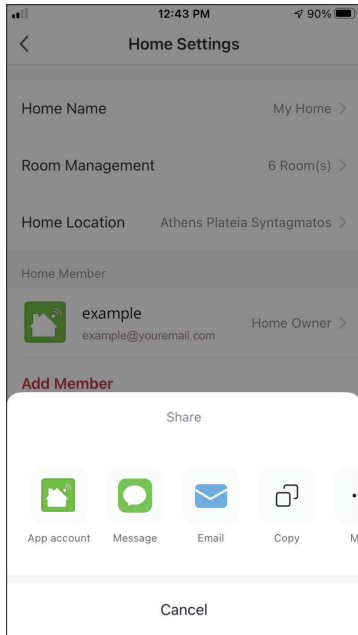 12:43 PM 90%
Home Settings
Home Name My Home
Room Management 6 Room(s)
Home Location Athens Plateia Syntagmatos
Home Member
example
example@youremail.com
Home Owner
Add Member
Share
App account Message Email Copy M
Cancel